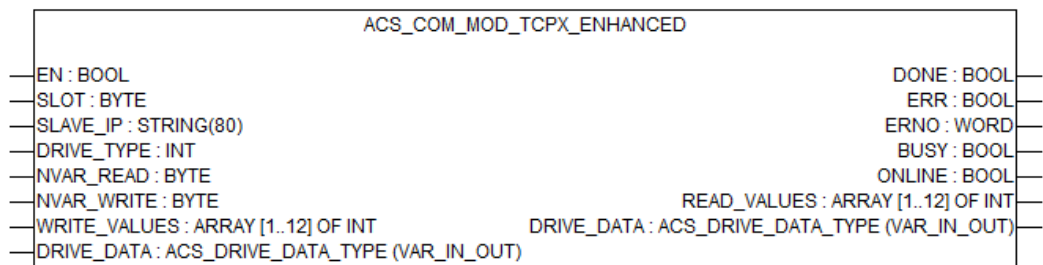 ACS_COM_MOD_TCPX_ENHANCED
EN : BOOL
DONE : BOOL
SLOT : BYTE
ERR : BOOL
SLAVE_IP : STRING(80)
ERNO : WORD
DRIVE_TYPE : INT
BUSY : BOOL
NVAR_READ : BYTE
ONLINE : BOOL
NVAR_WRITE : BYTE
READ_VALUES : ARRAY [1..12] OF INT
WRITE_VALUES : ARRAY [1..12] OF INT
DRIVE_DATA : ACS_DRIVE_DATA_TYPE (VAR_IN_OUT)
DRIVE_DATA : ACS_DRIVE_DATA_TYPE (VAR_IN_OUT)